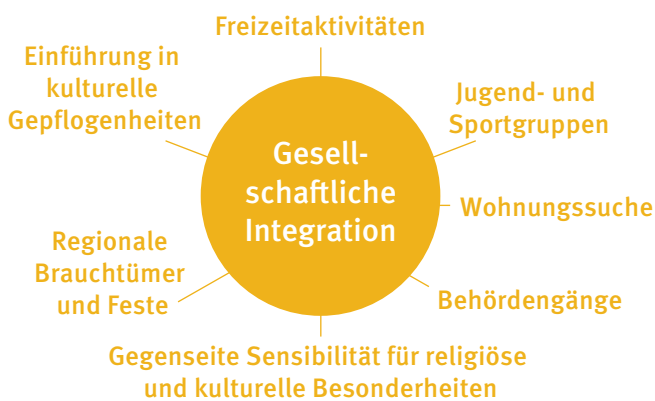 Freizeitaktivitäten
Einführung in
kulturelle
Gepflogenheiten
Jugend- und
Sportgruppen
Gesell-
schaftliche
Integration
Wohnungssuche
Regionale
Brauchtümer
und Feste
Behördengänge
Gegenseite Sensibilität für religiöse
und kulturelle Besonderheiten